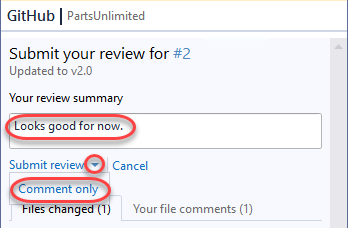 GitHub | PartsUnlimited
Submit your review for #2
Updated to v2.0
Your review summary
Looks good for now.
Submit review Cancel
Comment only
Files changed (1) Your file comments (1)